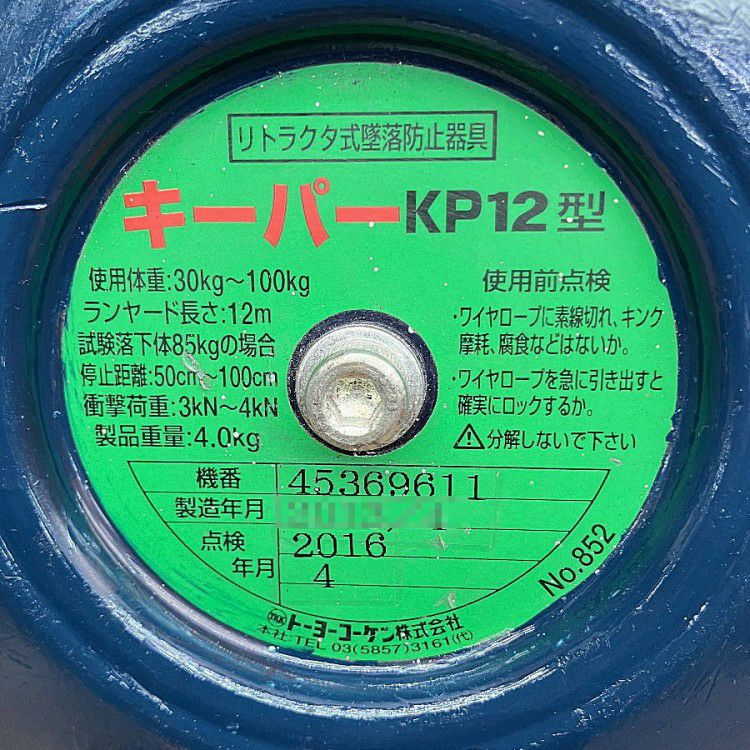 リトラクタ式墜落防止器具
キーパーKP12型
使用体重:30kg～100kg
ランヤード長さ:12m
試験落下体85kgの場合
停止距離:50cm～100cm
衝撃荷重:3kN～4kN
製品重量:4.0kg
使用前点検
・ワイヤロープに素線切れ、キンク
摩耗、腐食などはないか。
・ワイヤロープを急に引き出すと
確実にロックするか。
⚠分解しないで下さい
機番 45369611
製造年月
点検 2016
年月 4
No.852
トーヨーコーケン株式会社
本社:TEL 03(5857)3161(代)